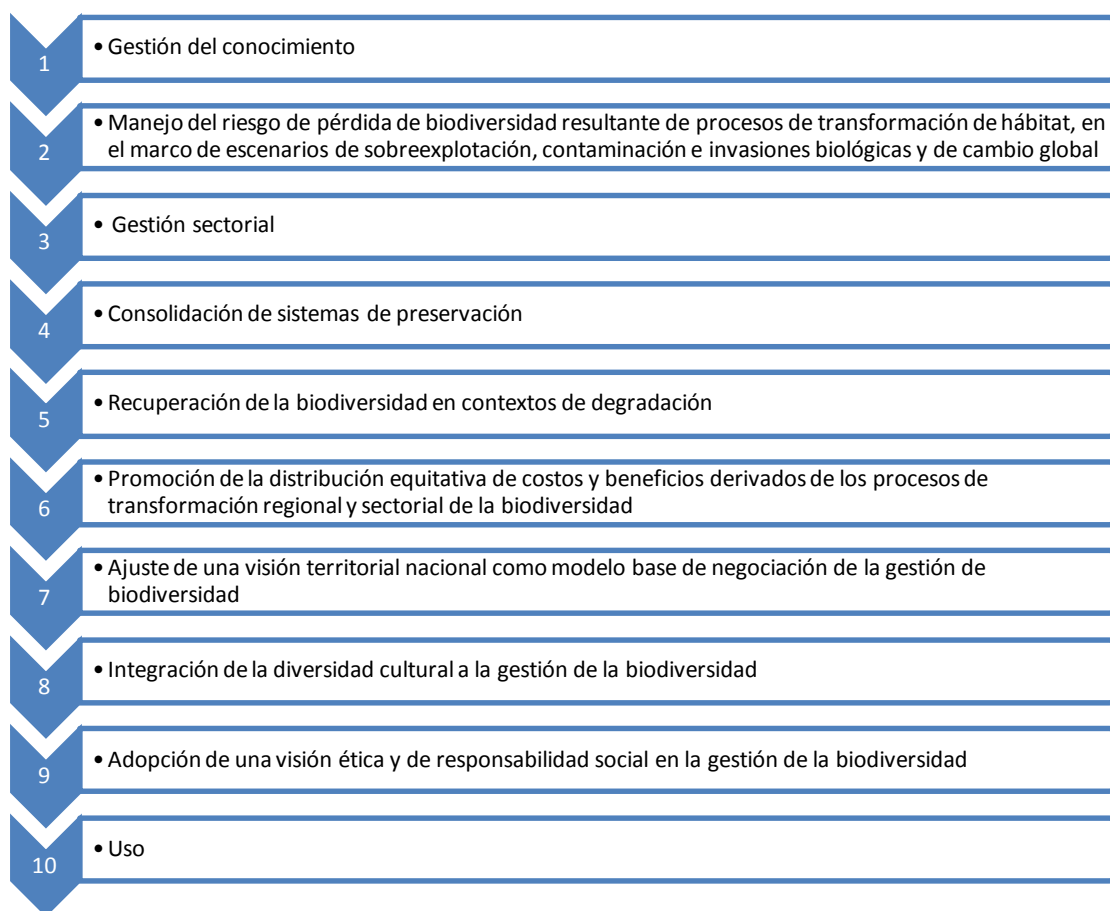 1
• Gestión del conocimiento
2
• Manejo del riesgo de pérdida de biodiversidad resultante de procesos de transformación de hábitat, en
el marco de escenarios de sobreexplotación, contaminación e invasiones biológicas y de cambio global
3
• Gestión sectorial
4
• Consolidación de sistemas de preservación
5
• Recuperación de la biodiversidad en contextos de degradación
6
• Promoción de la distribución equitativa de costos y beneficios derivados de los procesos de
transformación regional y sectorial de la biodiversidad
7
• Ajuste de una visión territorial nacional como modelo base de negociación de la gestión de
biodiversidad
8
• Integración de la diversidad cultural a la gestión de la biodiversidad
9
• Adopción de una visión ética y de responsabilidad social en la gestión de la biodiversidad
10
• Uso